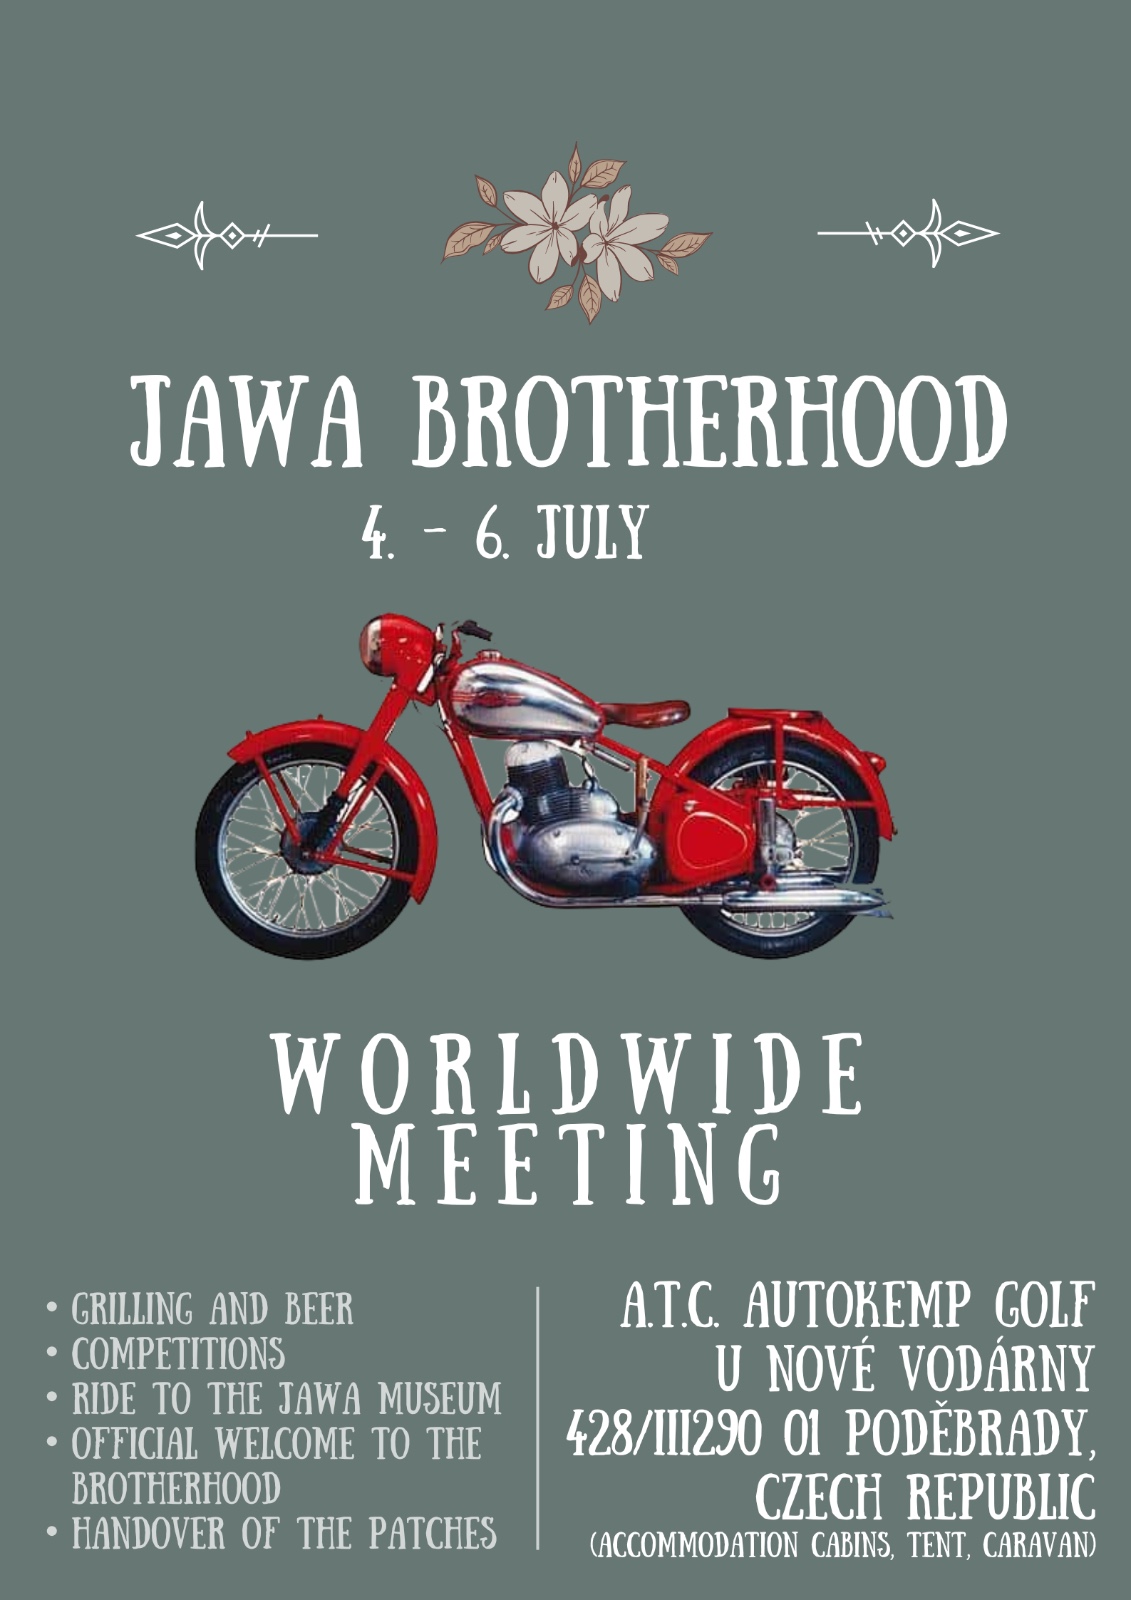 JAWA BROTHERHOOD
4. - 6. JULY
WORLDWIDE
MEETING
• GRILLING AND BEER
• COMPETITIONS
• RIDE TO THE JAWA MUSEUM
• OFFICIAL WELCOME TO THE
BROTHERHOOD
• HANDOVER OF THE PATCHES
A.T.C. AUTOKEMP GOLF
U NOVÉ VODÁRNY
428/III290 01 PODĚBRADY,
CZECH REPUBLIC
(ACCOMMODATION CABINS, TENT, CARAVAN)